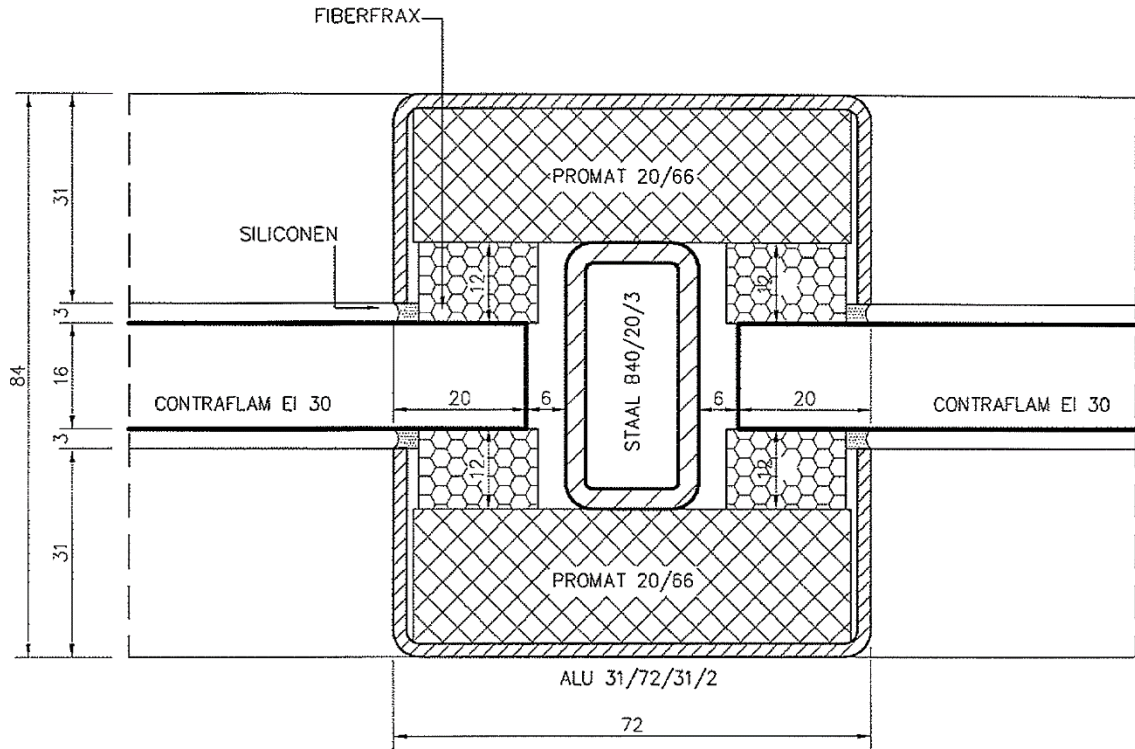 FIBERFRAX
PROMAT 20/66
31
SILICONEN
12
12
3
STAAL B40/20/3
84
16
CONTRAFLAM EI 30
20
6
6
20
CONTRAFLAM EI 30
3
12
12
31
PROMAT 20/66
ALU 31/72/31/2
72